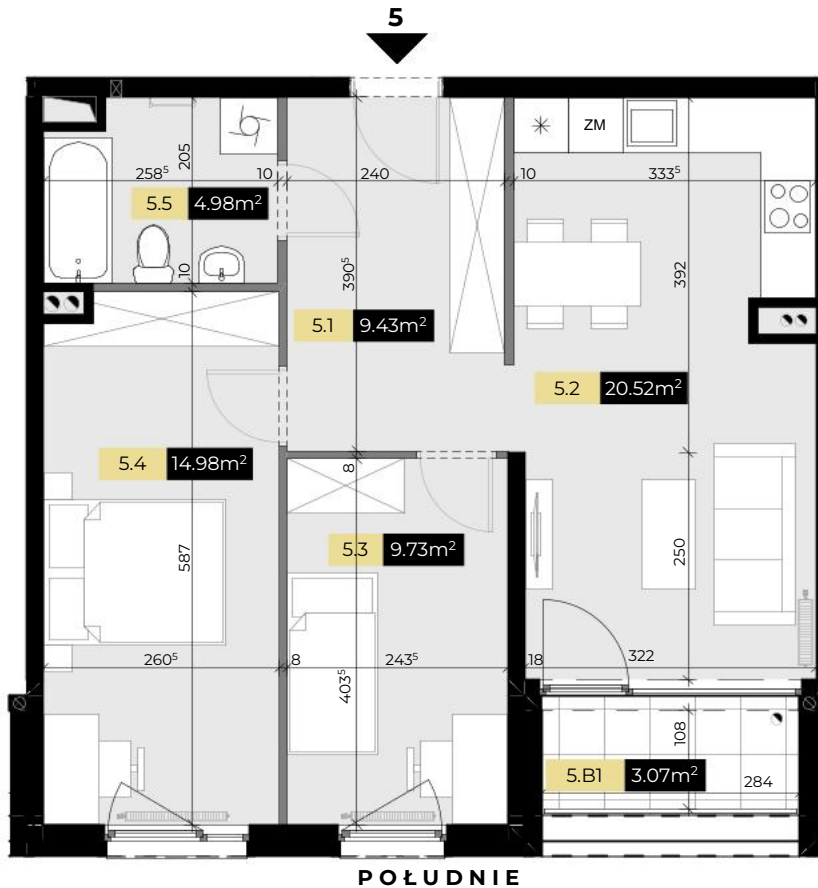 5
ZM
205
258⁵
10
240
10
333⁵
5.5 4.98m²
10
390⁵
392
5.1 9.43m²
5.2 20.52m²
5.4 14.98m²
8
5.3 9.73m²
587
250
260⁵
8
243⁵
18
322
403⁵
108
5.B1 3.07m²
284
POŁUDNIE